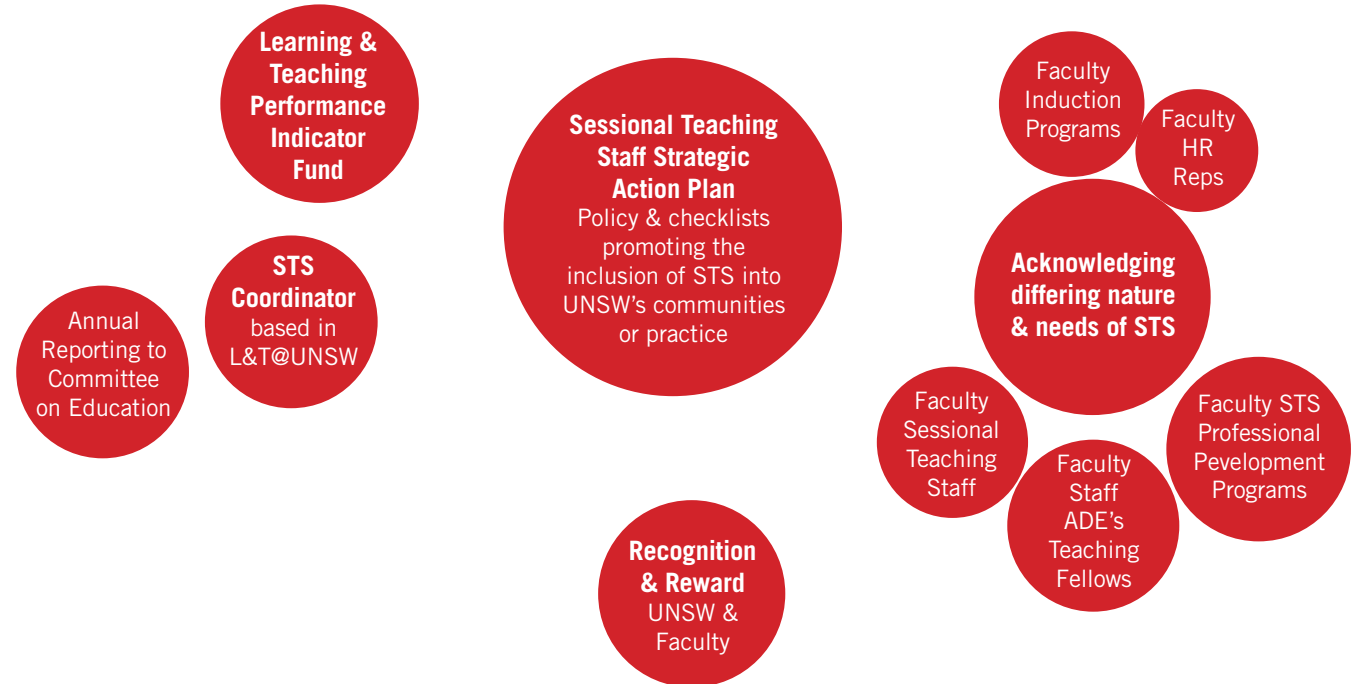 Learning &
Teaching
Performance
Indicator
Fund
STS
Coordinator
based in
L&T@UNSW
Annual
Reporting to
Committee
on Education
Sessional Teaching
Staff Strategic
Action Plan
Policy & checklists
promoting the
inclusion of STS into
UNSW's communities
or practice
Recognition
& Reward
UNSW &
Faculty
Faculty
Induction
Programs
Faculty
HR
Reps
Acknowledging
differing nature
& needs of STS
Faculty
Sessional
Teaching
Staff
Faculty
Staff
ADE's
Teaching
Fellows
Faculty STS
Professional
Pevelopment
Programs